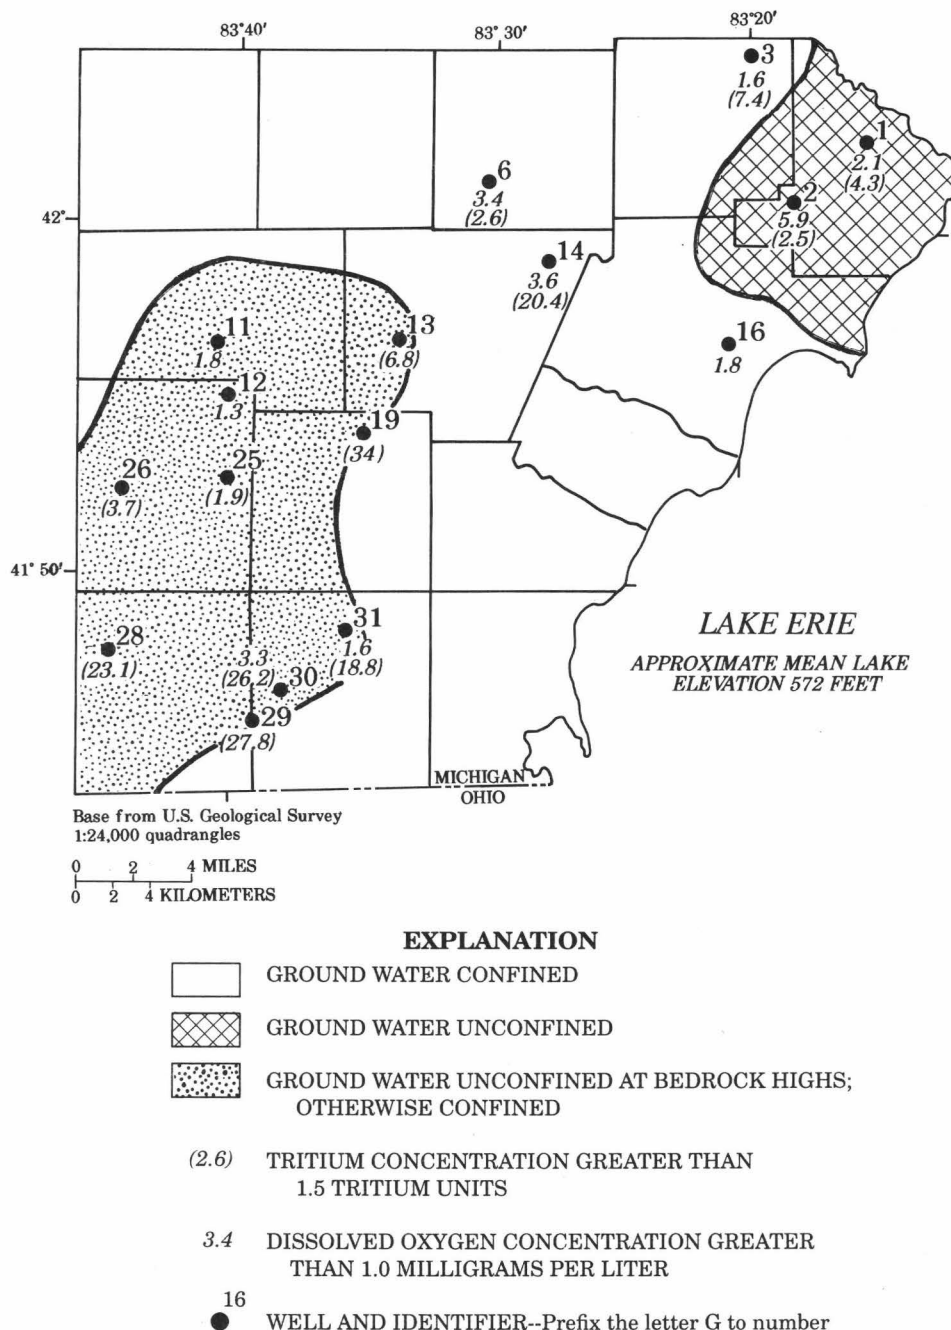 83°40'
83° 30'
83°20'
3
1.6
(7.4)
1
2.1
(4.3)
6
3.4
(2.6)
2
5.9
(2.5)
42°
14
3.6
(20.4)
11
1.8
13
(6.8)
16
1.8
12
1.3
19
(34)
26
(3.7)
25
(1.9)
41° 50'
28
(23.1)
31
1.6
(18.8)
3.3
(26.2)
30
29
(27.8)
LAKE ERIE
APPROXIMATE MEAN LAKE
ELEVATION 572 FEET
MICHIGAN
OHIO
Base from U.S. Geological Survey
1:24,000 quadrangles
0 2 4 MILES
0 2 4 KILOMETERS
EXPLANATION
GROUND WATER CONFINED
GROUND WATER UNCONFINED
GROUND WATER UNCONFINED AT BEDROCK HIGHS;
OTHERWISE CONFINED
(2.6) TRITIUM CONCENTRATION GREATER THAN
1.5 TRITIUM UNITS
3.4 DISSOLVED OXYGEN CONCENTRATION GREATER
THAN 1.0 MILLIGRAMS PER LITER
16
WELL AND IDENTIFIER--Prefix the letter G to number